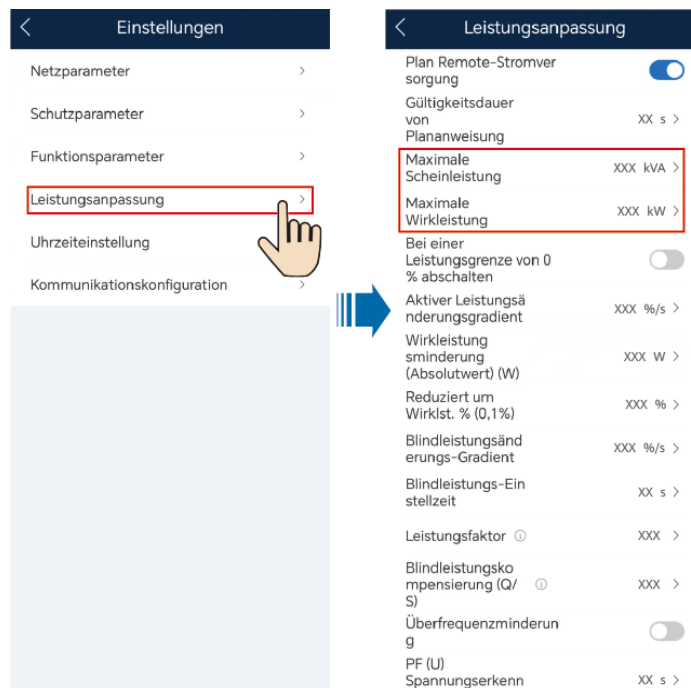 Einstellungen
Netzparameter
Schutzparameter
Funktionsparameter
Leistungsanpassung
Uhrzeiteinstellung
Kommunikationskonfiguration
Leistungsanpassung
Plan Remote-Stromver
sorgung
Gültigkeitsdauer
von
Plananweisung
XX s
Maximale
Scheinleistung
XXX kVA
Maximale
Wirkleistung
XXX kW
Bei einer
Leistungsgrenze von 0
% abschalten
Aktiver Leistungsä
nderungsgradient
XXX %/s
Wirkleistung
sminderung
(Absolutwert) (W)
XXX W
Reduziert um
Wirklst. % (0,1%)
XXX %
Blindleistungsänd
erungs-Gradient
XXX %/s
Blindleistungs-Ein
stellzeit
XX s
Leistungsfaktor
XXX
Blindleistungsko
mpensierung (Q/
S)
XXX
Überfrequenzminderun
g
PF (U)
Spannungserkenn
XX s